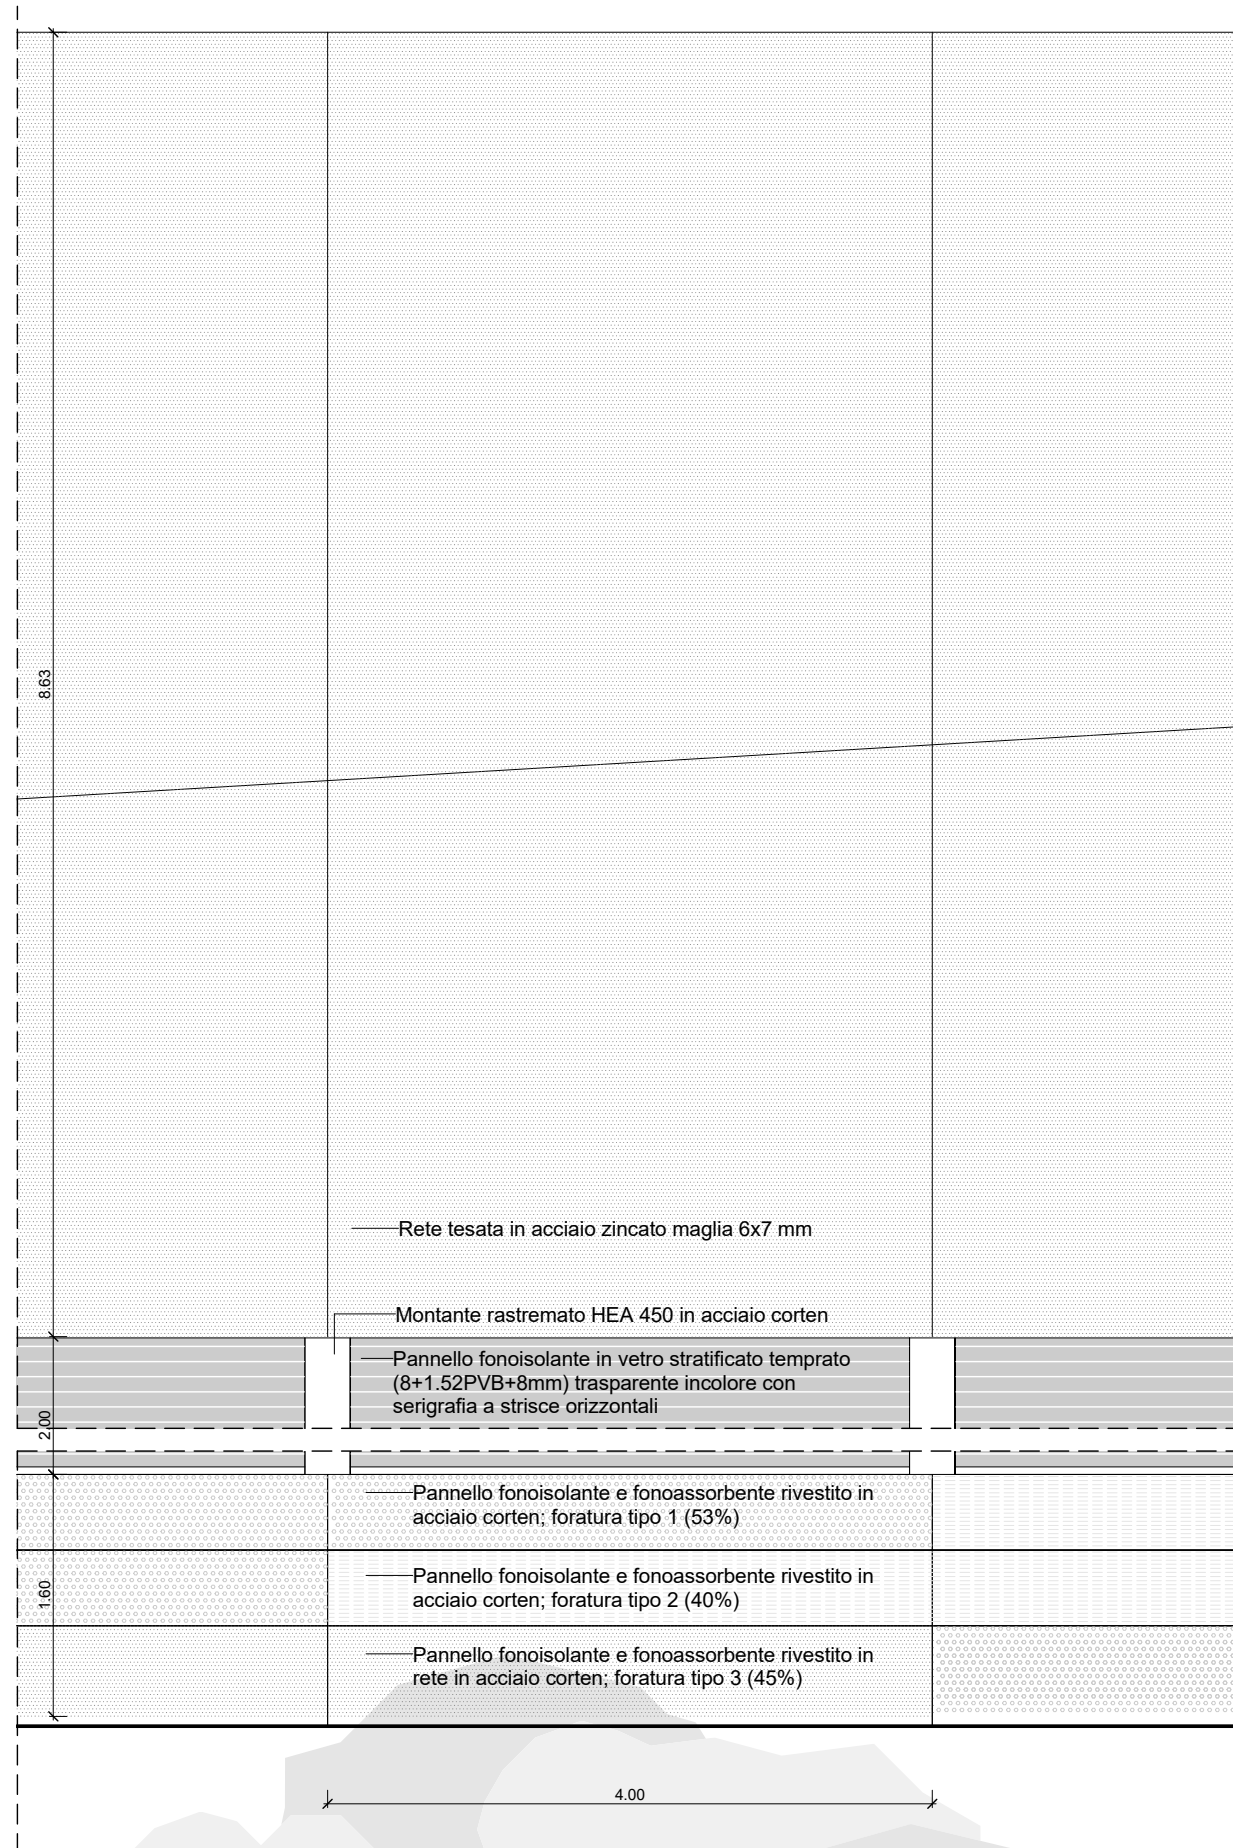 8.63
Rete tesata in acciaio zincato maglia 6x7 mm
Montante rastremato HEA 450 in acciaio corten
Pannello fonoisolante in vetro stratificato temprato
(8+1.52PVB+8mm) trasparente incolore con
serigrafia a strisce orizzontali
2.00
Pannello fonoisolante e fonoassorbente rivestito in
acciaio corten; foratura tipo 1 (53%)
Pannello fonoisolante e fonoassorbente rivestito in
acciaio corten; foratura tipo 2 (40%)
1.60
Pannello fonoisolante e fonoassorbente rivestito in
rete in acciaio corten; foratura tipo 3 (45%)
4.00